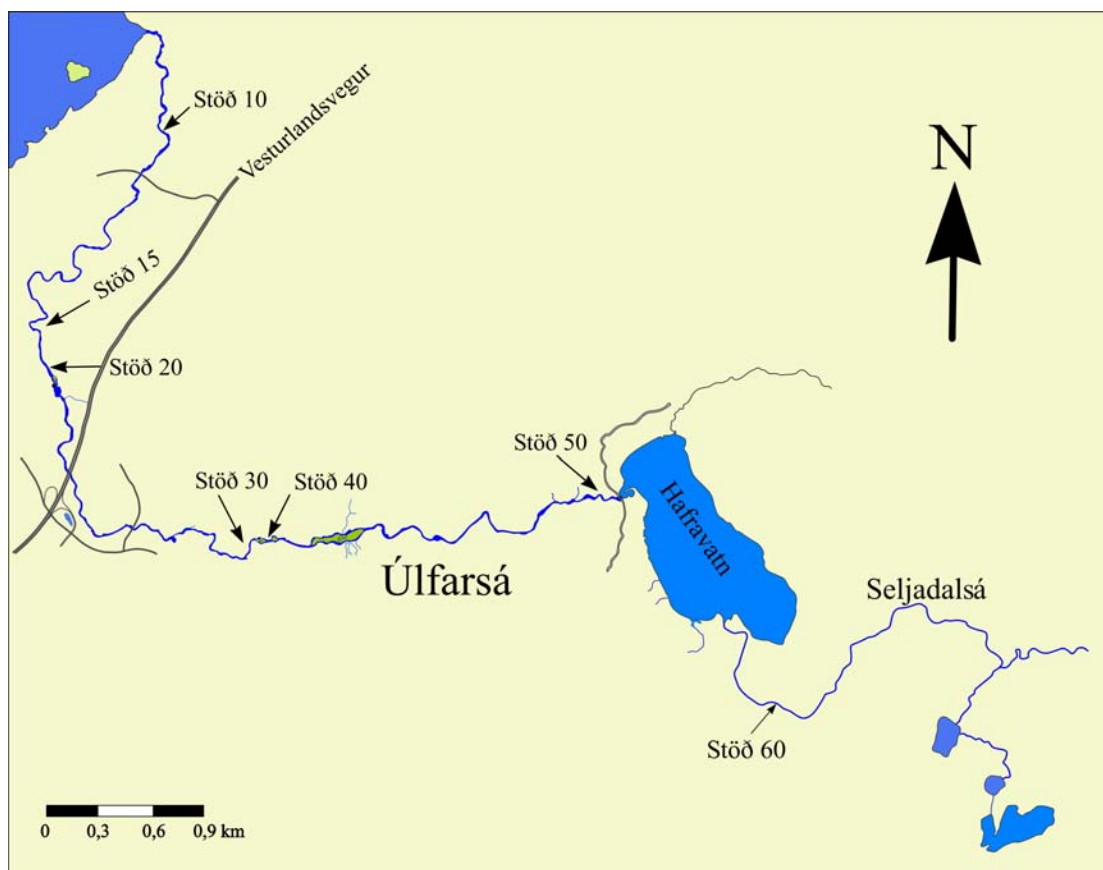 Stöð 10
Vesturlandsvegur
N
Stöð 15
Stöð 20
Stöð 50
Stöð 30
Stöð 40
Hafravatn
Úlfarsá
Seljadalsá
Stöð 60
0 0,3 0,6 0,9 km